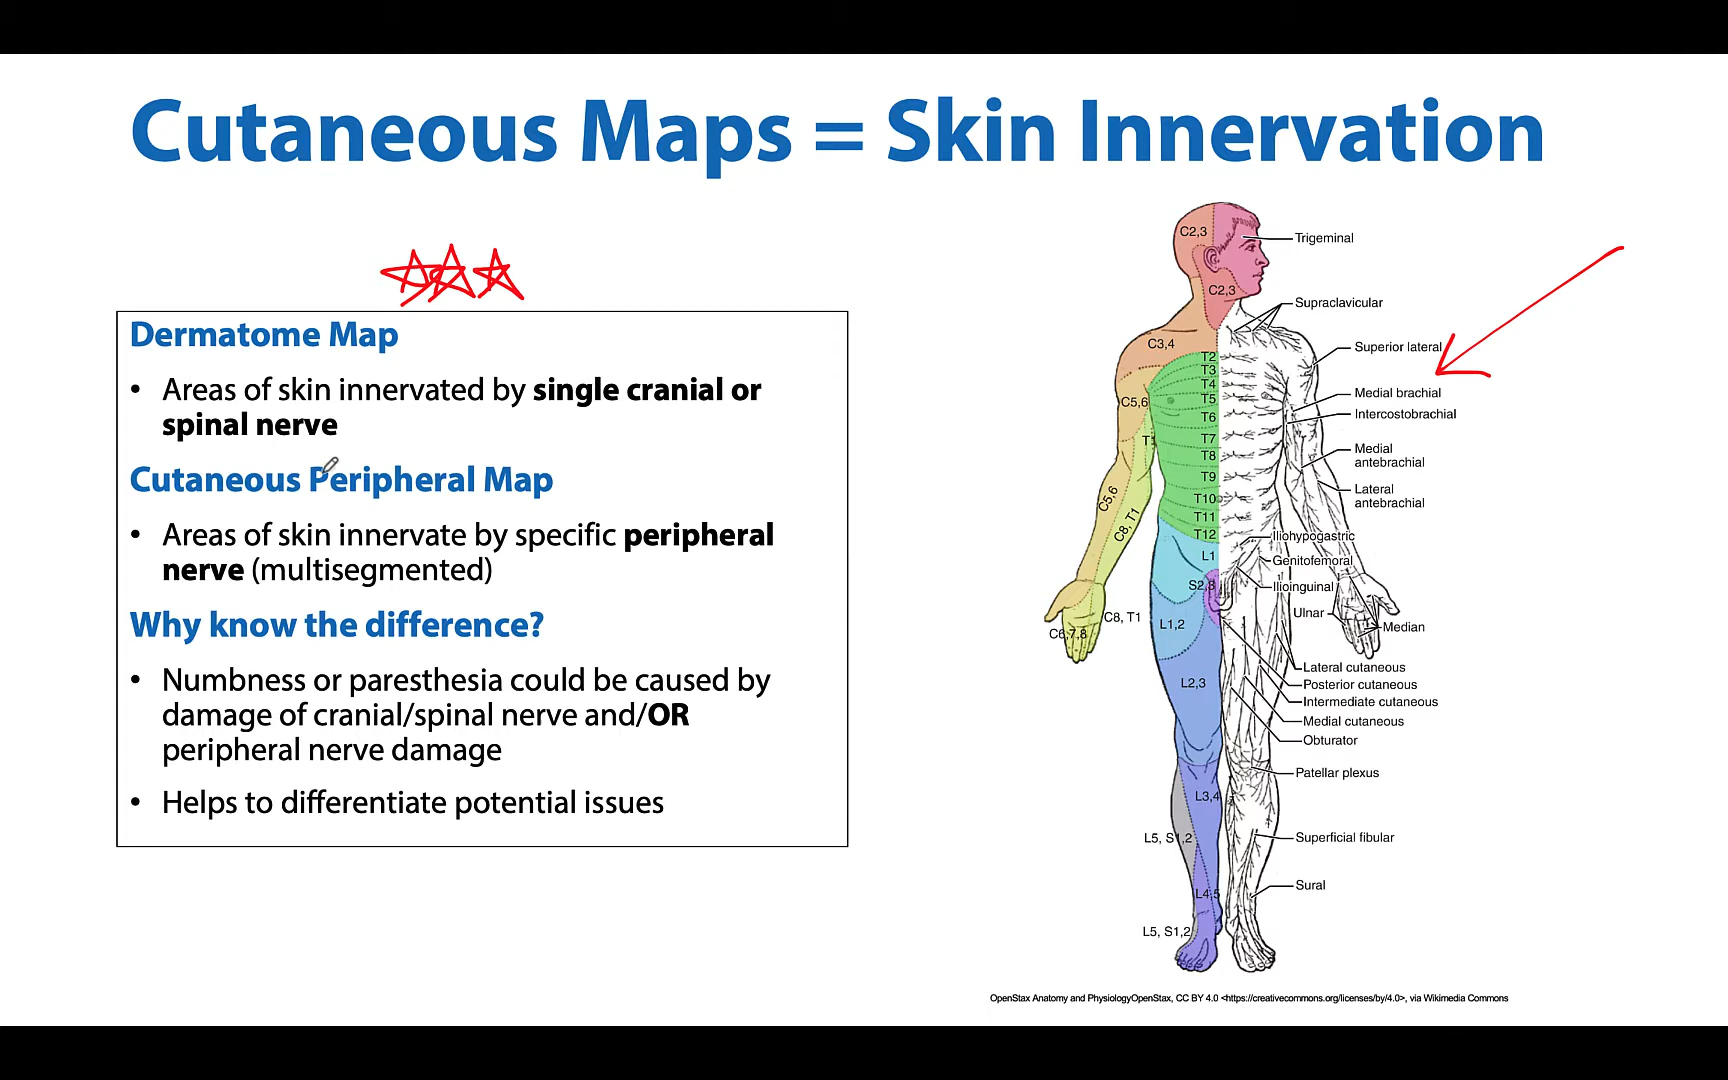 Cutaneous Maps = Skin Innervation
Dermatome Map
• Areas of skin innervated by single cranial or
spinal nerve
Cutaneous Peripheral Map
• Areas of skin innervate by specific peripheral
nerve (multisegmented)
Why know the difference?
• Numbness or paresthesia could be caused by
damage of cranial/spinal nerve and/OR
peripheral nerve damage
• Helps to differentiate potential issues
C2,3
Trigeminal
C2,3
Supraclavicular
C3,4
Superior lateral
T2
T3
T4
Medial brachial
C5,6
T5
Intercostobrachial
T6
T1
T7
Medial
antebrachial
T8
T9
Lateral
antebrachial
C5,6
T10
C8, T1
T11
T12
Iliohypogastric
L1
Genitofemoral
S2,3
Ilioinguinal
Ulnar
C8, T1
L1,2
Median
C6,7,8
Lateral cutaneous
L2,3
Posterior cutaneous
Intermediate cutaneous
Medial cutaneous
Obturator
Patellar plexus
L3,4
L5, S1,2
Superficial fibular
L4,5
Sural
L5, S1,2
OpenStax Anatomy and PhysiologyOpenStax, CC BY 4.0 <https://creativecommons.org/licenses/by/4.0>, via Wikimedia Commons